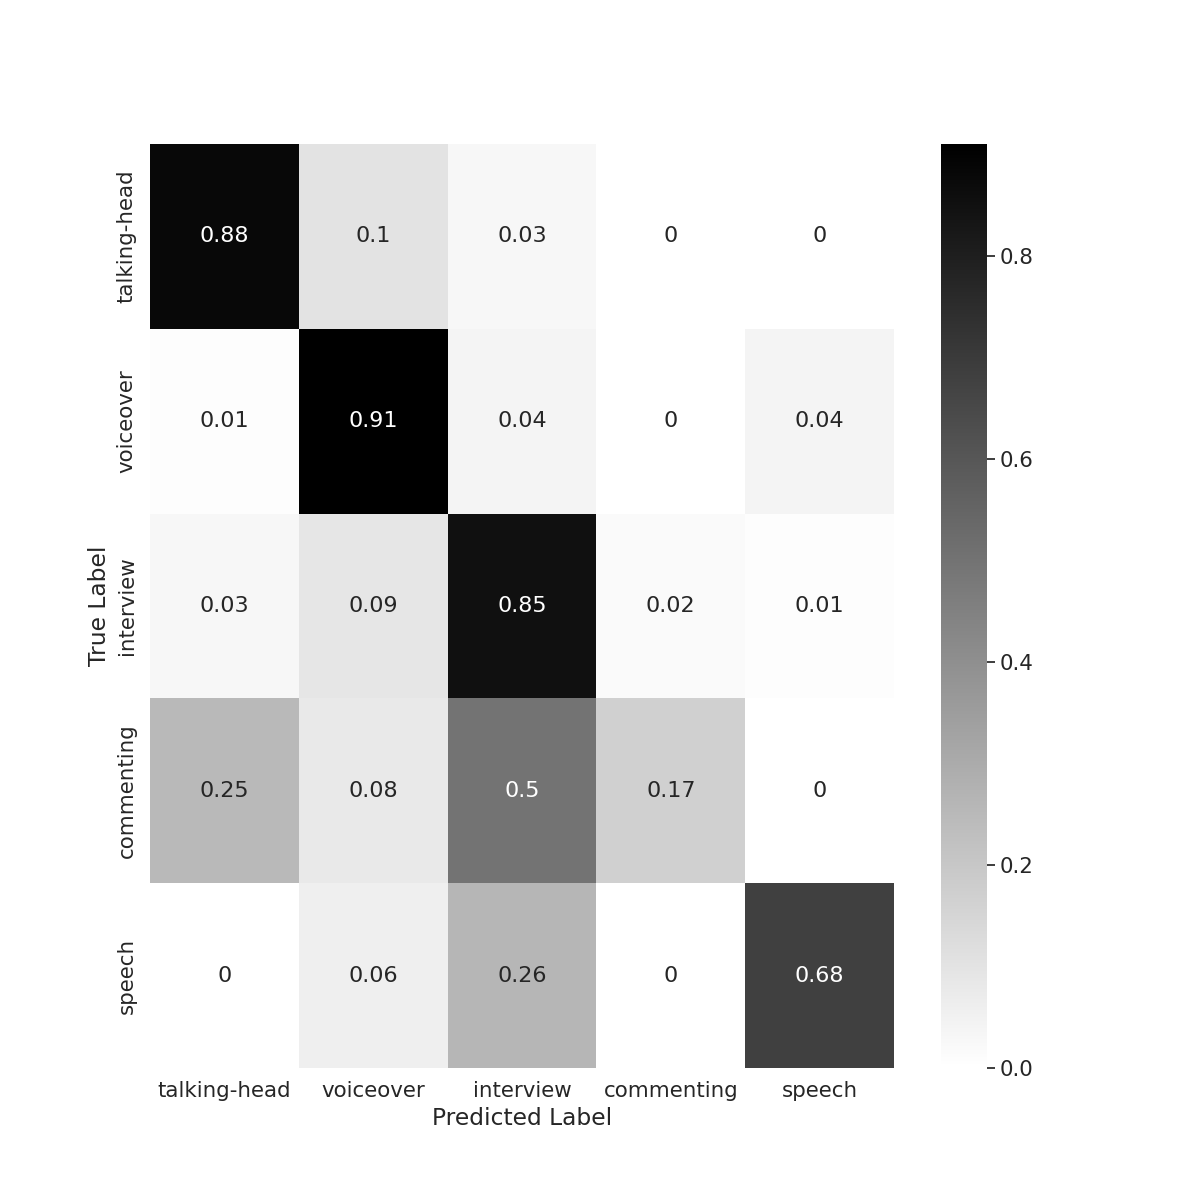 talking-head 0.88 0.1 0.03 0 0
voiceover 0.01 0.91 0.04 0 0.04
True Label
interview 0.03 0.09 0.85 0.02 0.01
commenting 0.25 0.08 0.5 0.17 0
speech 0 0.06 0.26 0 0.68
talking-head voiceover interview commenting speech
Predicted Label
0.8
0.6
0.4
0.2
0.0